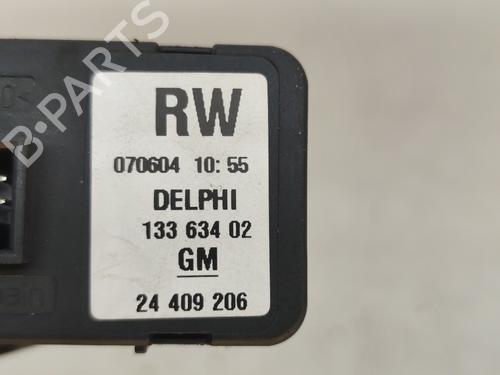 RW
070604 10:55
DELPHI
133 634 02
GM
24 409 206
B-PARTS